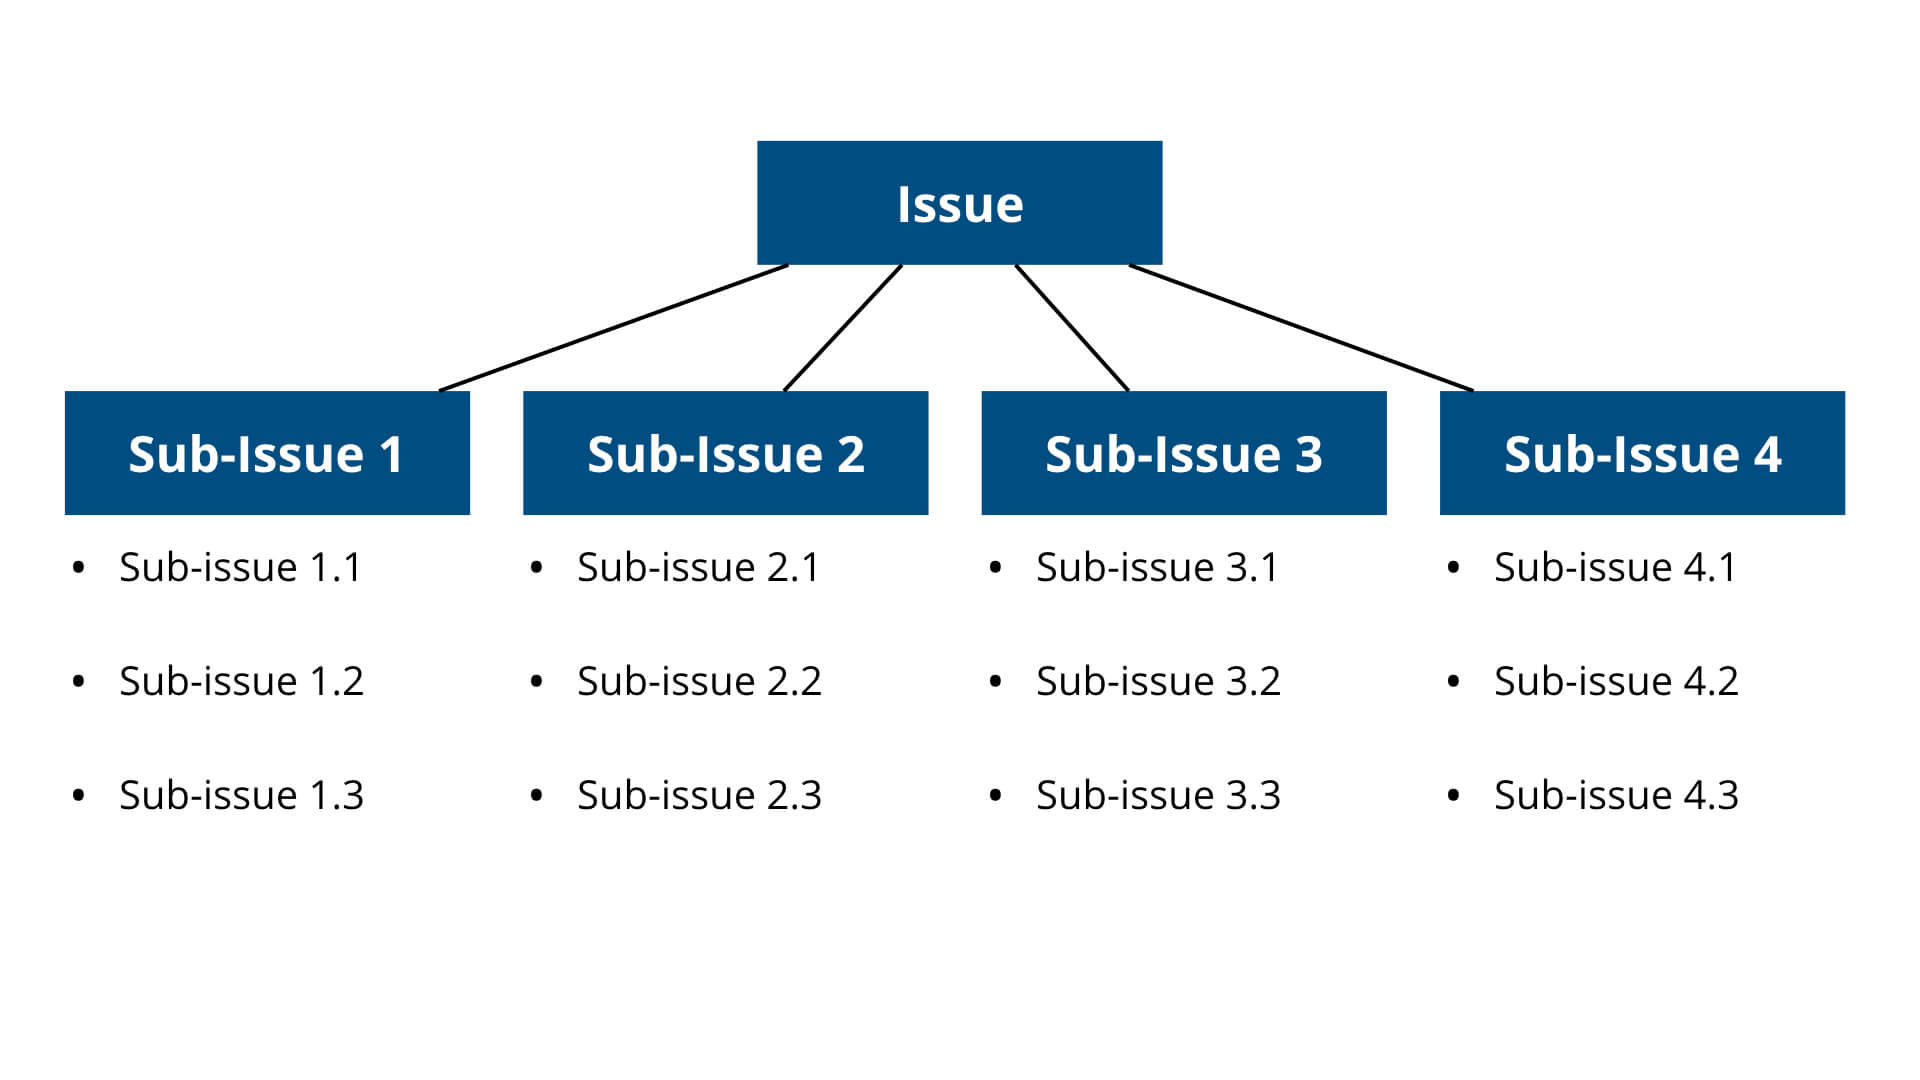 Issue
Sub-Issue 1
Sub-Issue 2
Sub-Issue 3
Sub-Issue 4
• Sub-issue 1.1
• Sub-issue 1.2
• Sub-issue 1.3
• Sub-issue 2.1
• Sub-issue 2.2
• Sub-issue 2.3
• Sub-issue 3.1
• Sub-issue 3.2
• Sub-issue 3.3
• Sub-issue 4.1
• Sub-issue 4.2
• Sub-issue 4.3